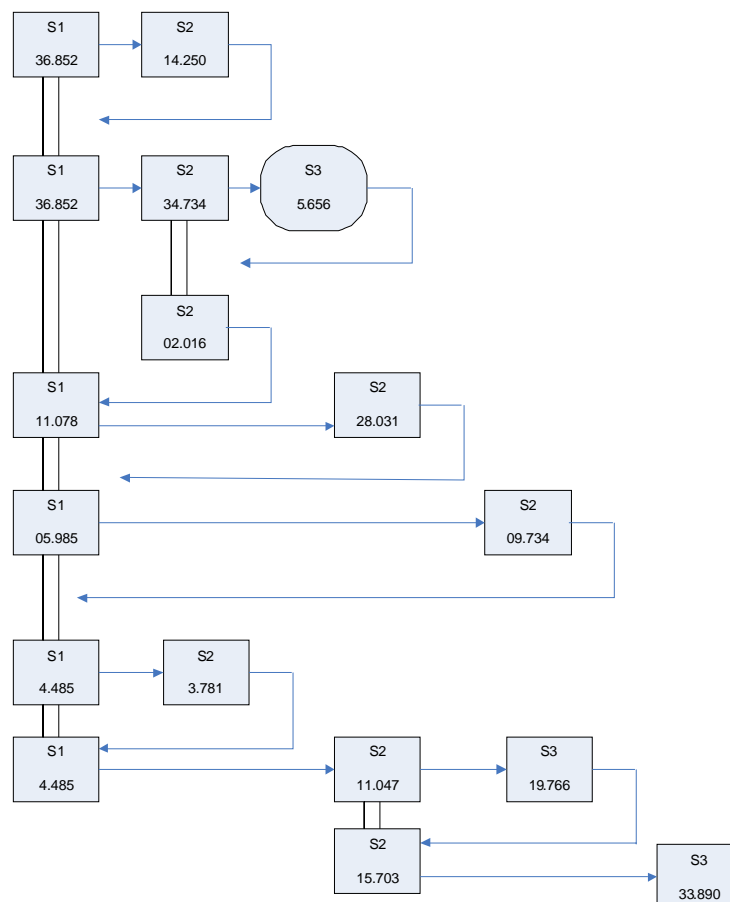 S1
36.852
S2
14.250
S1
36.852
S2
34.734
S3
5.656
S2
02.016
S1
11.078
S2
28.031
S1
05.985
S2
09.734
S1
4.485
S2
3.781
S1
4.485
S2
11.047
S3
19.766
S2
15.703
S3
33.890